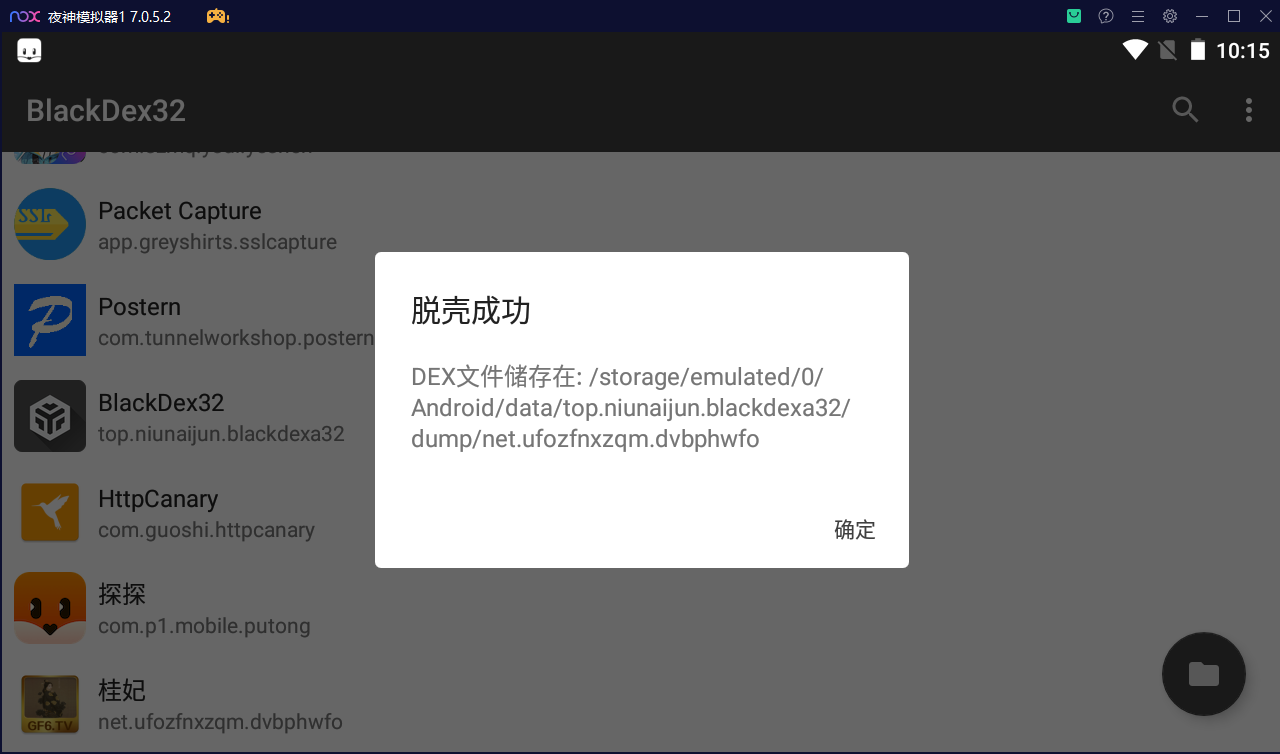 nox 夜神模拟器1 7.0.5.2
10:15
BlackDex32
Packet Capture
app.greyshirts.sslcapture
Postern
com.tunnelworkshop.postern
BlackDex32
top.niunaijun.blackdexa32
HttpCanary
com.guoshi.httpcanary
探探
com.p1.mobile.putong
GF6.TV
桂妃
net.ufozfnxzqm.dvbphwfo
脱壳成功
DEX文件储存在: /storage/emulated/0/
Android/data/top.niunaijun.blackdexa32/
dump/net.ufozfnxzqm.dvbphwfo
确定